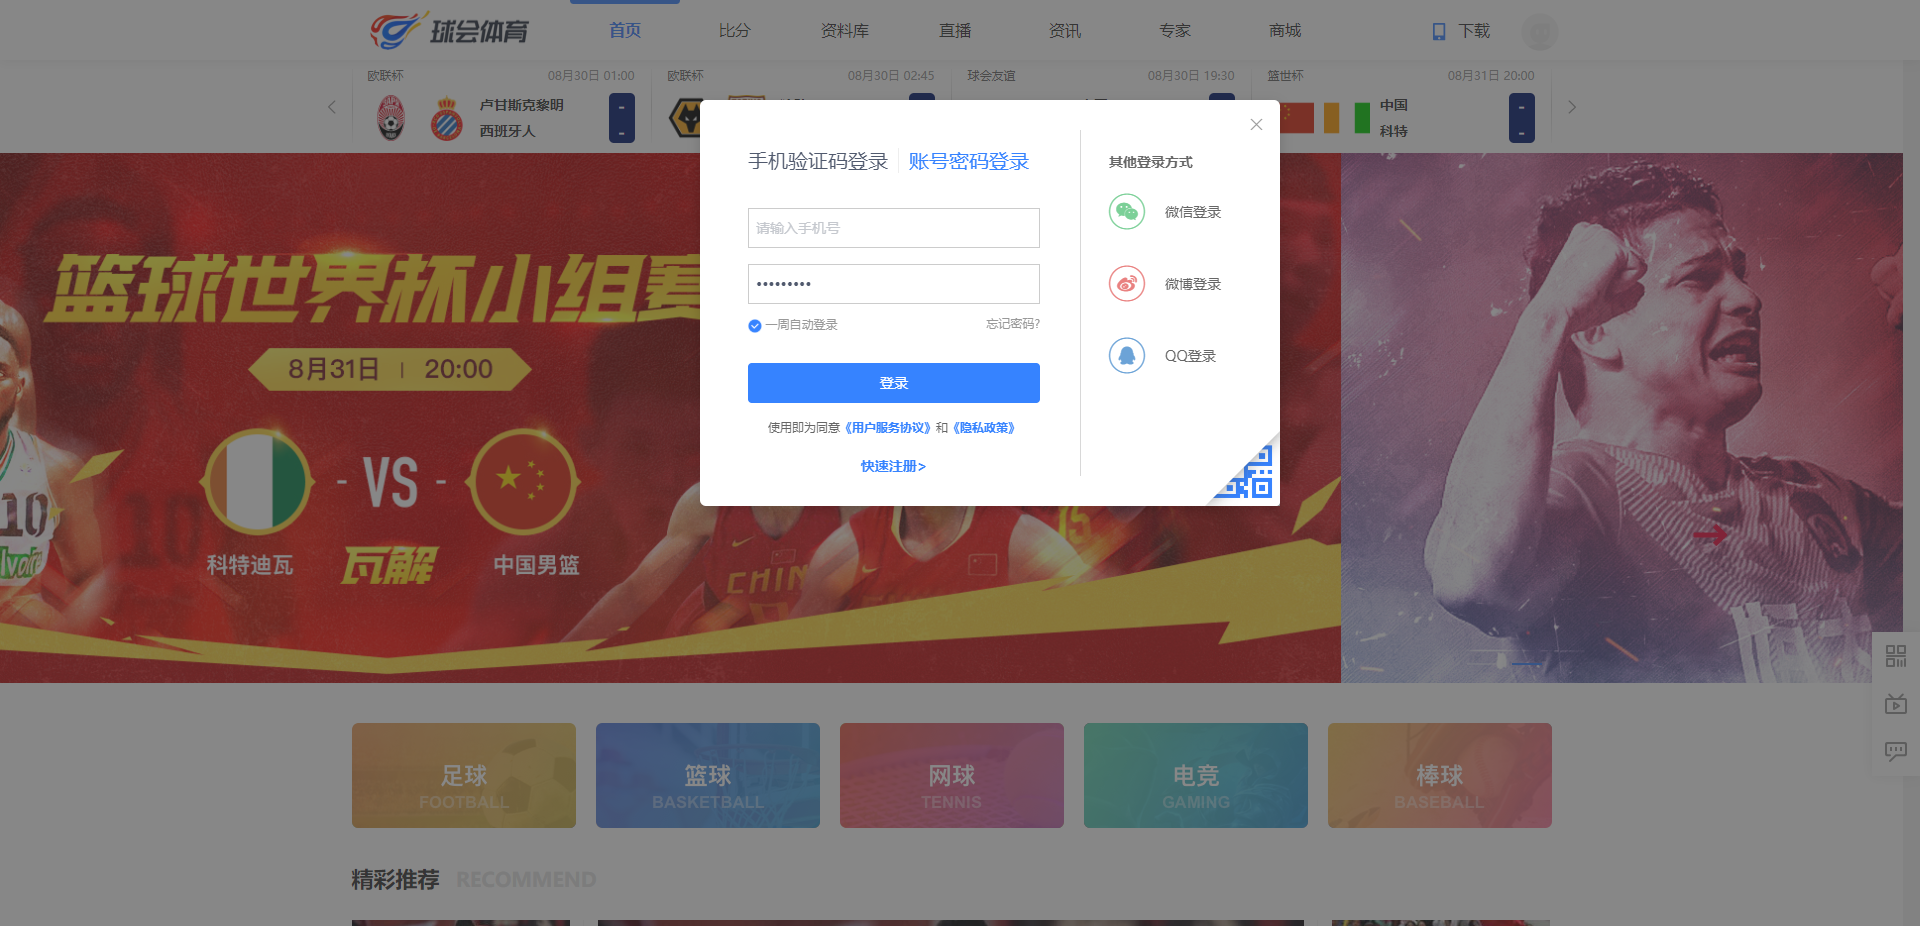 球会体育
首页 比分 资料库 直播 资讯 专家 商城 下载
欧联杯 08月30日 01:00
卢甘斯克黎明 -
西班牙人 -
欧联杯 08月30日 02:45
球会友谊 08月30日 19:30
篮世杯 08月31日 20:00
中国 -
科特 -
手机验证码登录 账号密码登录
请输入手机号
•••••••••
一周自动登录 忘记密码?
登录
使用即为同意《用户服务协议》和《隐私政策》
快速注册>
其他登录方式
微信登录
微博登录
QQ登录
篮球世界杯小组赛
8月31日 | 20:00
- VS -
科特迪瓦 瓦解 中国男篮
10
CHIN
15
足球
FOOTBALL
篮球
BASKETBALL
网球
TENNIS
电竞
GAMING
棒球
BASEBALL
精彩推荐 RECOMMEND